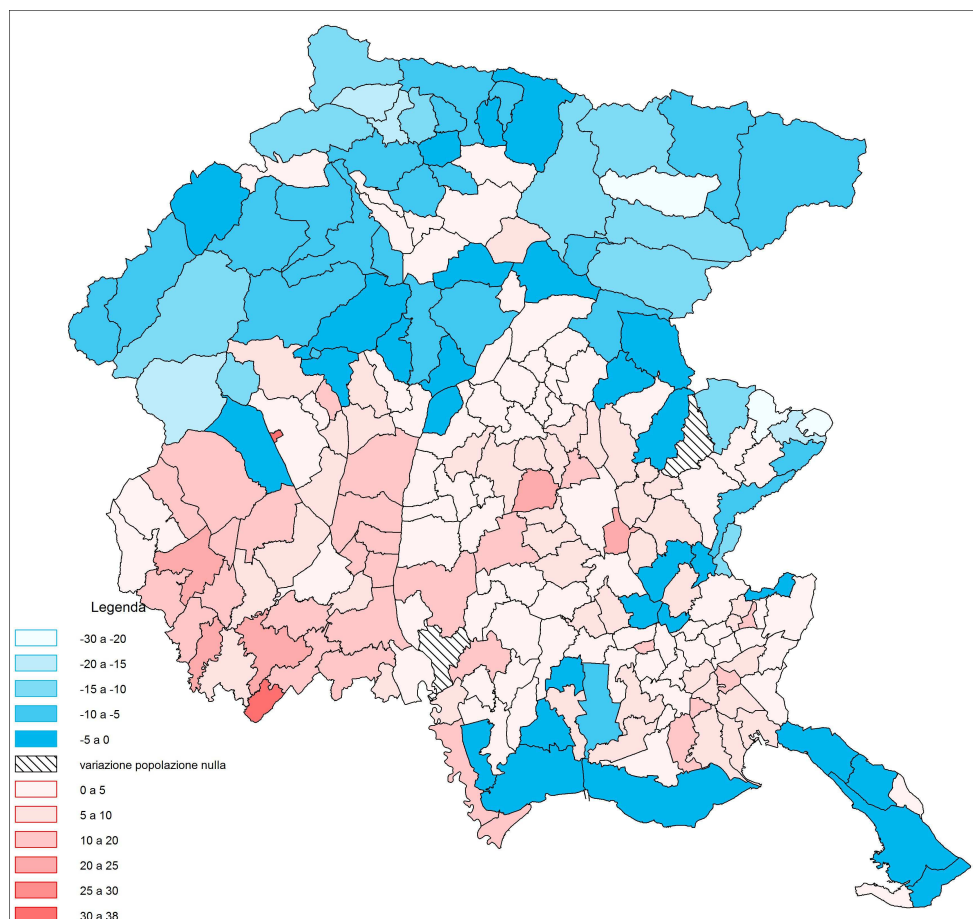 Legenda
-30 a -20
-20 a -15
-15 a -10
-10 a -5
-5 a 0
variazione popolazione nulla
0 a 5
5 a 10
10 a 20
20 a 25
25 a 30
30 a 38